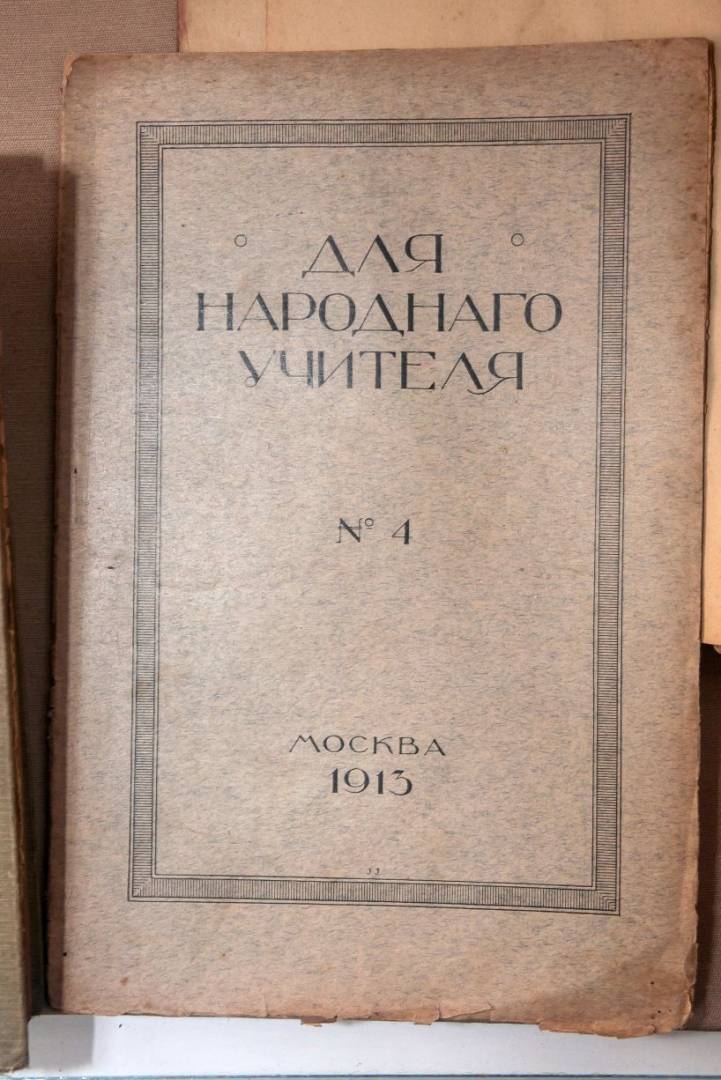 ДЛЯ
НАРОДНАГО
УЧИТЕЛЯ
№ 4
МОСКВА
1913